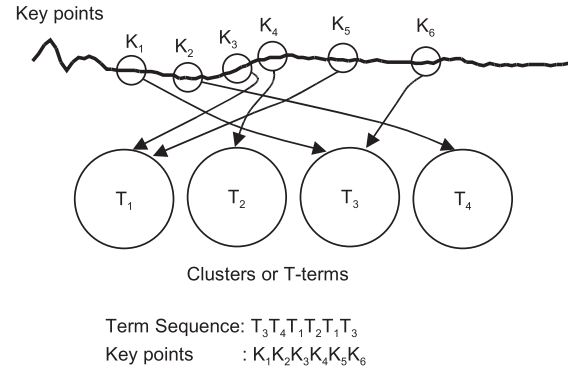 Key points
K₁ K₂ K₃ K₄ K₅ K₆
T₁ T₂ T₃ T₄
Clusters or T-terms
Term Sequence: T₃T₄T₁T₂T₁T₃
Key points : K₁K₂K₃K₄K₅K₆